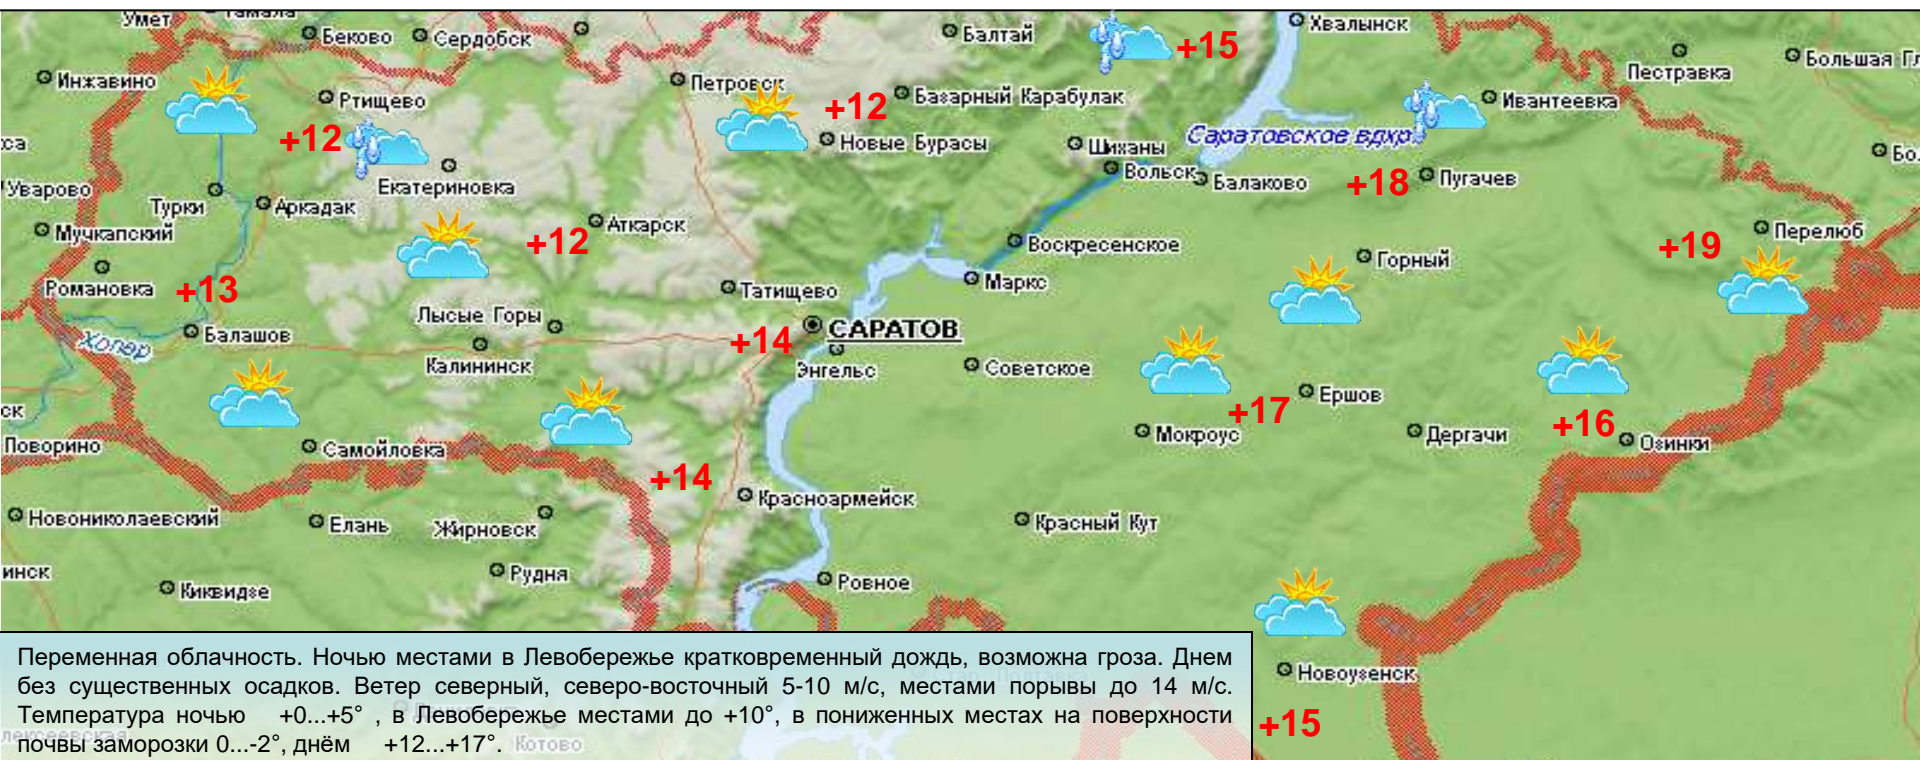 Умет
Тамала
Беково
Сердобск
Балтай
+15
Хвалынск
Инжавино
Ртищево
Петровск
+12
Базарный Карабулак
Пестравка
Большая Гл
Ивантеевка
+12
Новые Бурасы
Шиханы
Саратовское вдхр
са
Уварово
Екатериновка
Вольск
Балаково
+18
Пугачев
Бо
Турки
Аркадак
Мучкапский
+12
Аткарск
Воскресенское
+19
Перелюб
Горный
Романовка
+13
Татищево
Маркс
Лысые Горы
Хопер
Балашов
+14
САРАТОВ
Калининск
Энгельс
Советское
ск
Ершов
+17
+16
Поворино
Самойловка
Мокроус
Дергачи
Озинки
+14
Красноармейск
Новониколаевский
Елань
Жирновск
Красный Кут
инск
Рудня
Киквидзе
Ровное
Переменная облачность. Ночью местами в Левобережье кратковременный дождь, возможна гроза. Днем
без существенных осадков. Ветер северный, северо-восточный 5-10 м/с, местами порывы до 14 м/с.
Температура ночью +0...+5° , в Левобережье местами до +10°, в пониженных местах на поверхности
почвы заморозки 0...-2°, днём +12...+17°.
Котово
Новоузенск
+15